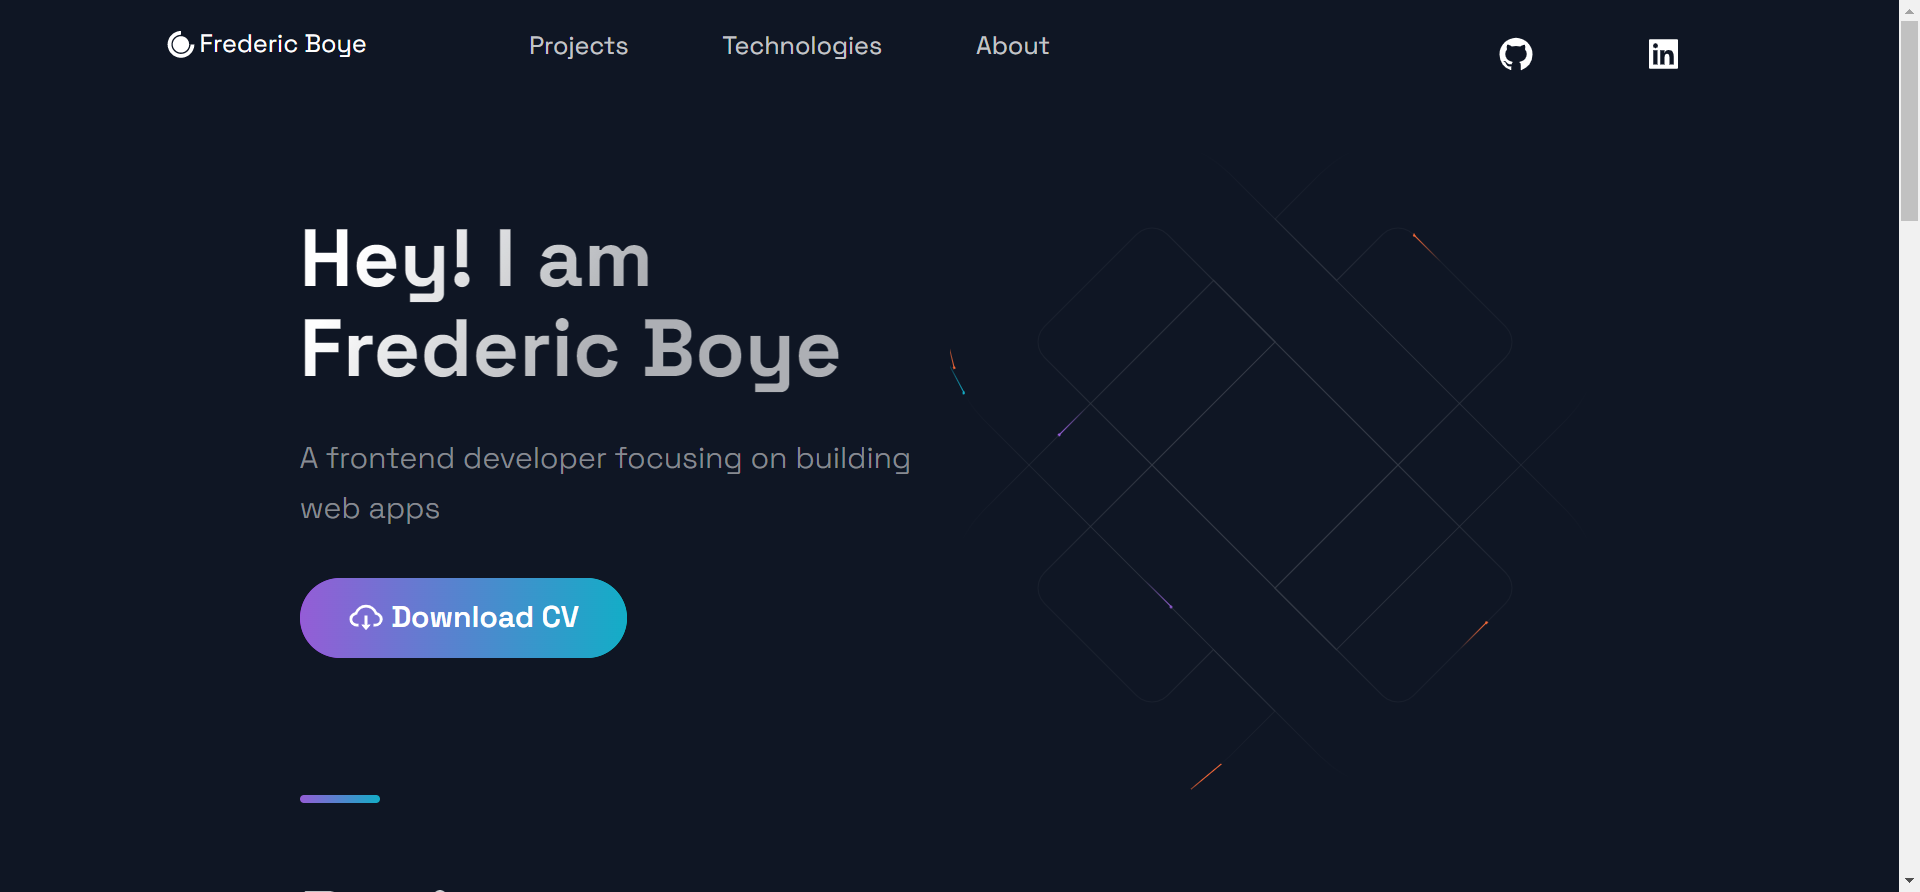 Frederic Boye
Projects
Technologies
About
Hey! I am
Frederic Boye
A frontend developer focusing on building
web apps
Download CV